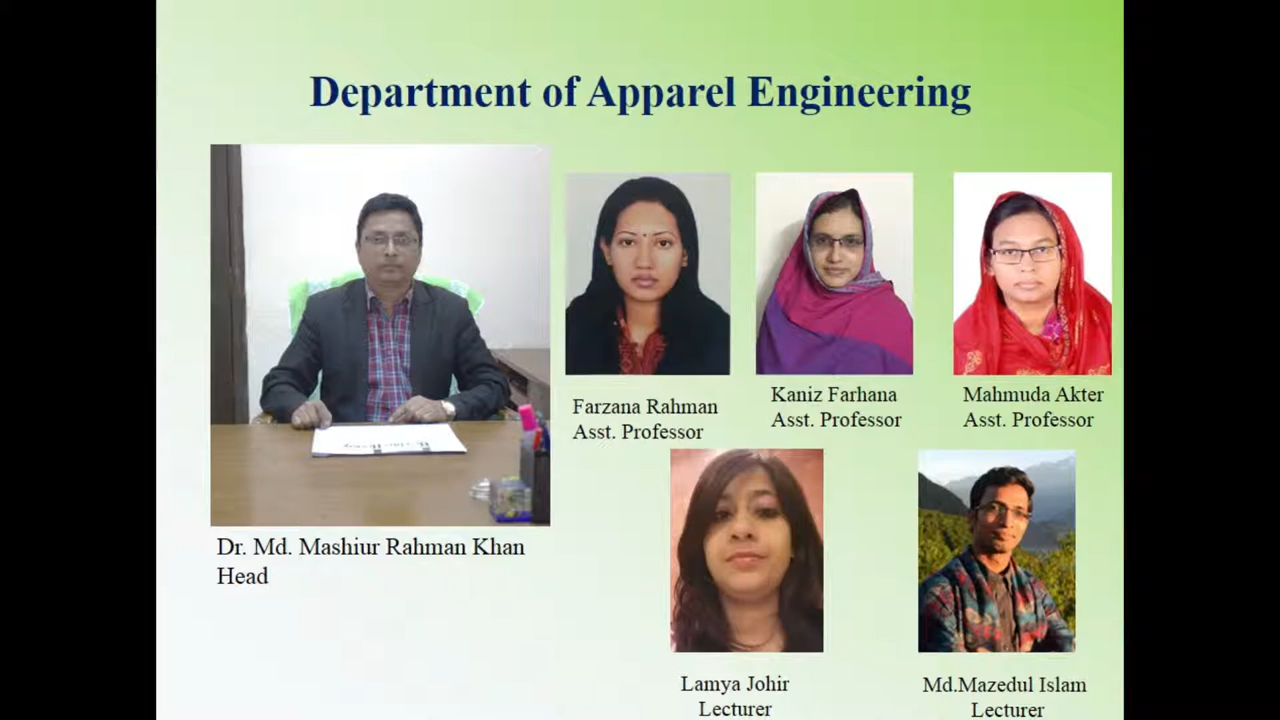 Department of Apparel Engineering
Farzana Rahman
Asst. Professor
Kaniz Farhana
Asst. Professor
Mahmuda Akter
Asst. Professor
Dr. Md. Mashiur Rahman Khan
Head
Lamya Johir
Lecturer
Md.Mazedul Islam
Lecturer